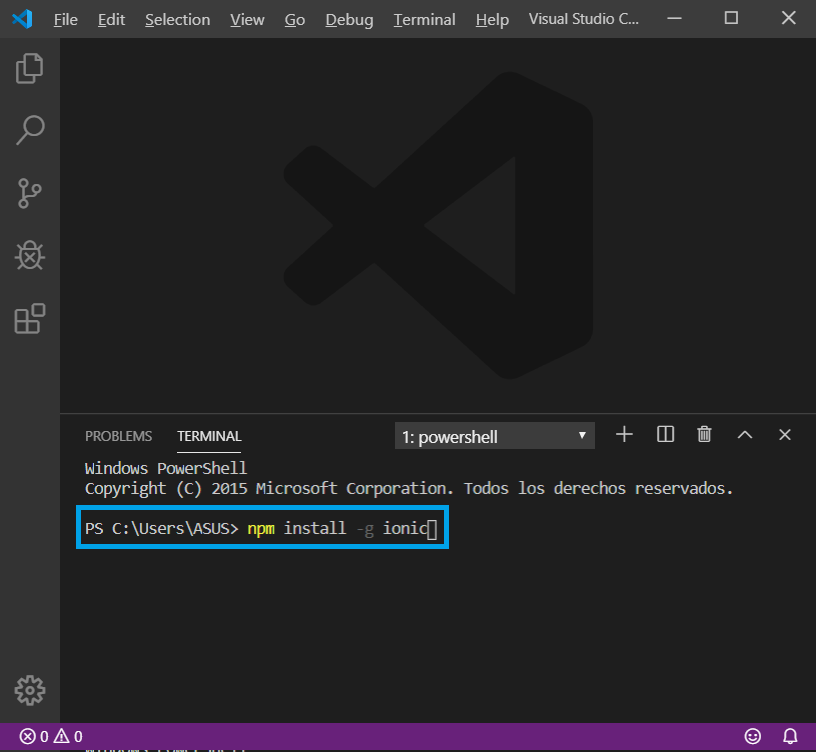 File Edit Selection View Go Debug Terminal Help Visual Studio C...
PROBLEMS TERMINAL 1: powershell
Windows PowerShell
Copyright (C) 2015 Microsoft Corporation. Todos los derechos reservados.
PS C:\Users\ASUS> npm install -g ionic
0 0